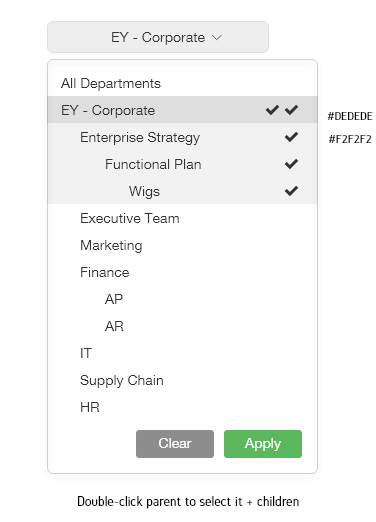 EY - Corporate
All Departments
EY - Corporate
#DEDEDE
Enterprise Strategy
#F2F2F2
Functional Plan
Wigs
Executive Team
Marketing
Finance
AP
AR
IT
Supply Chain
HR
Clear
Apply
Double-click parent to select it + children